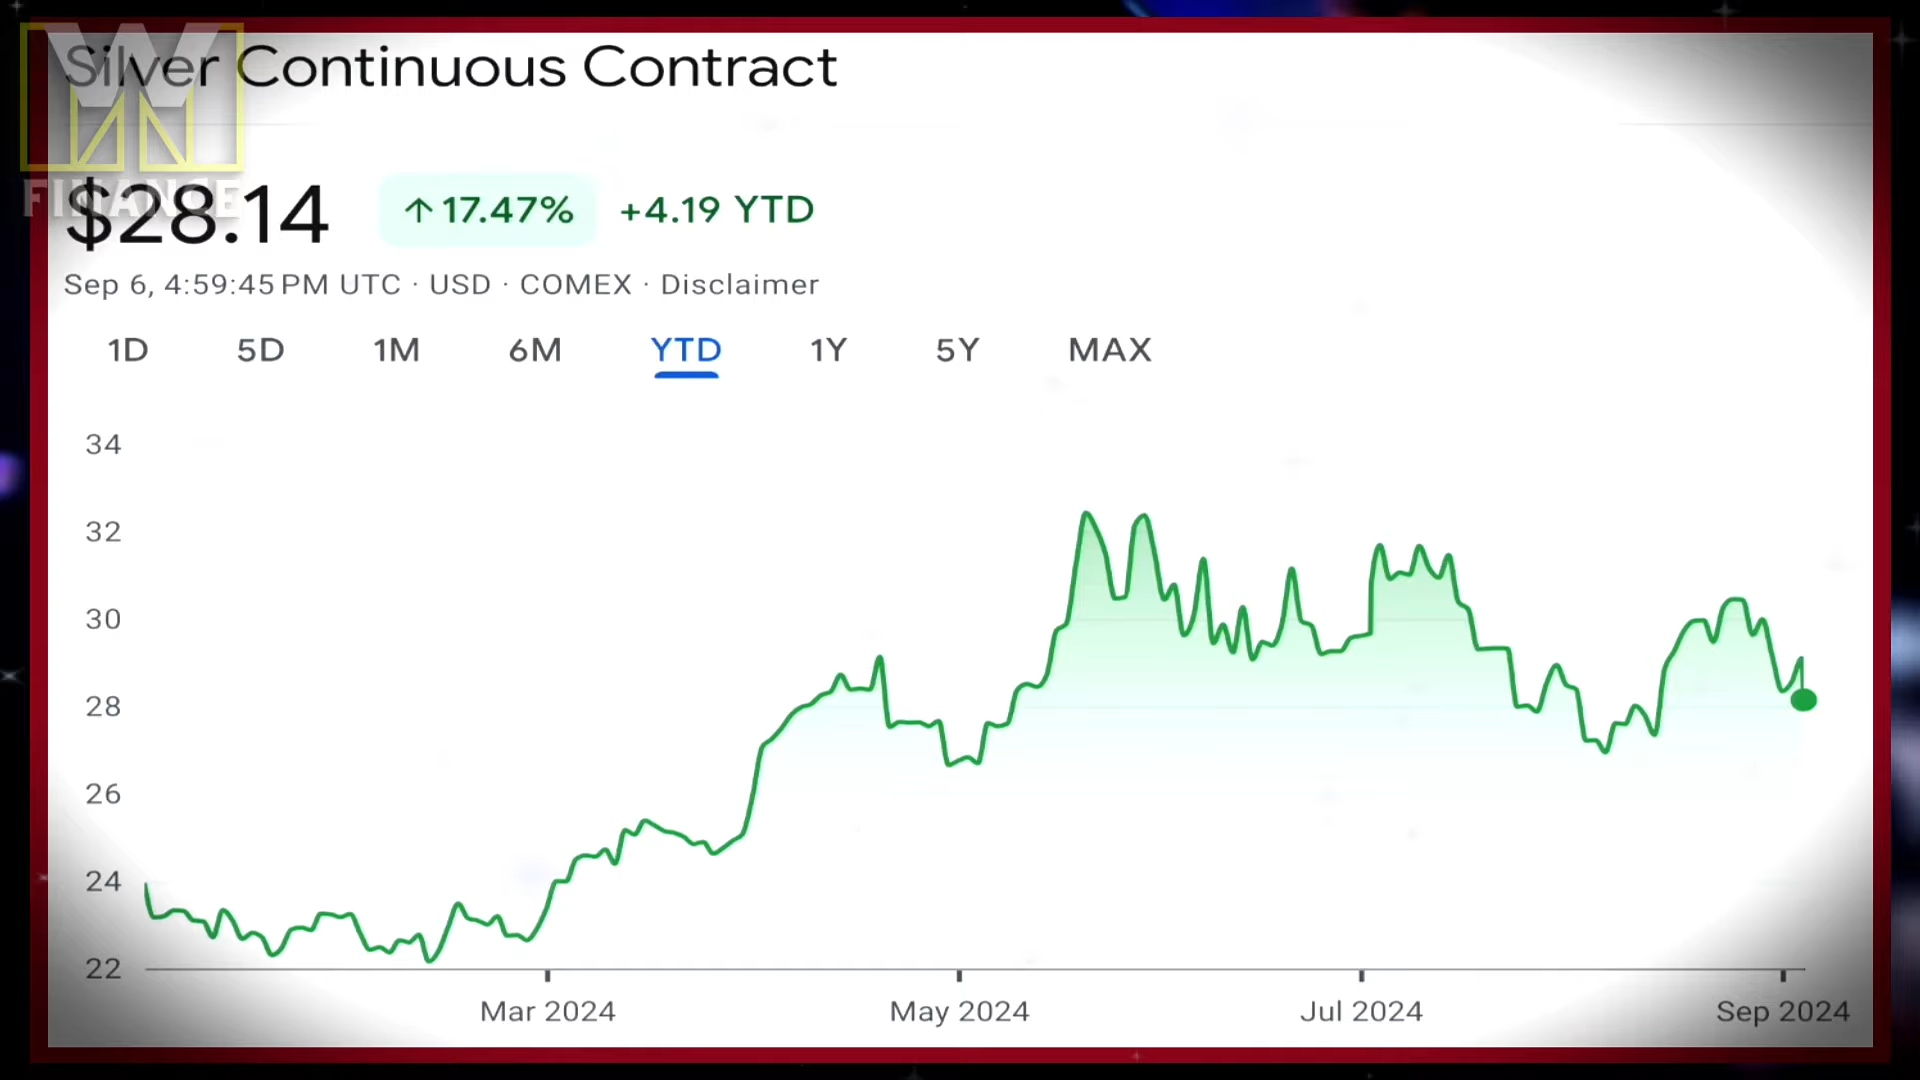 Silver Continuous Contract
W
FINANCE
$28.14 ↑ 17.47% +4.19 YTD
Sep 6, 4:59:45 PM UTC · USD · COMEX · Disclaimer
1D 5D 1M 6M YTD 1Y 5Y MAX
34
32
30
28
26
24
22
Mar 2024 May 2024 Jul 2024 Sep 2024